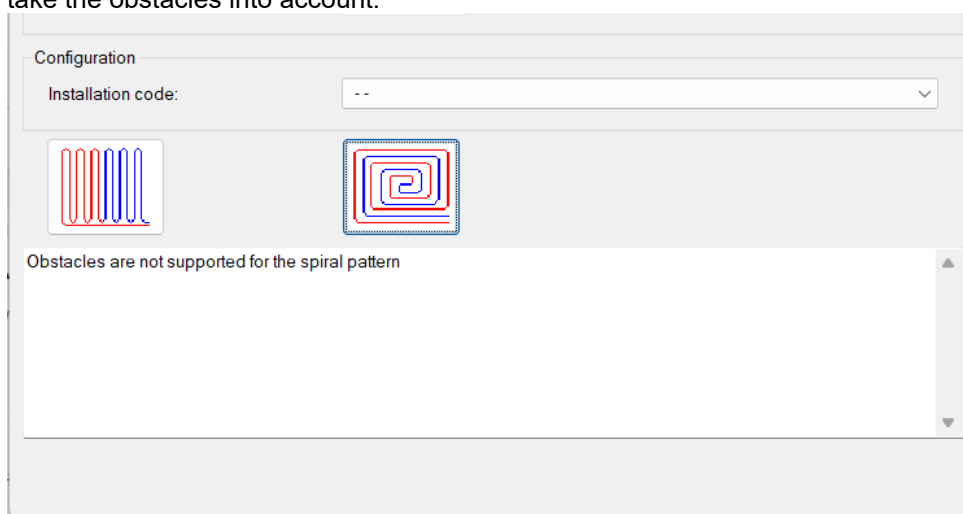 take the obstacles into account.
Configuration
Installation code:
--
Obstacles are not supported for the spiral pattern